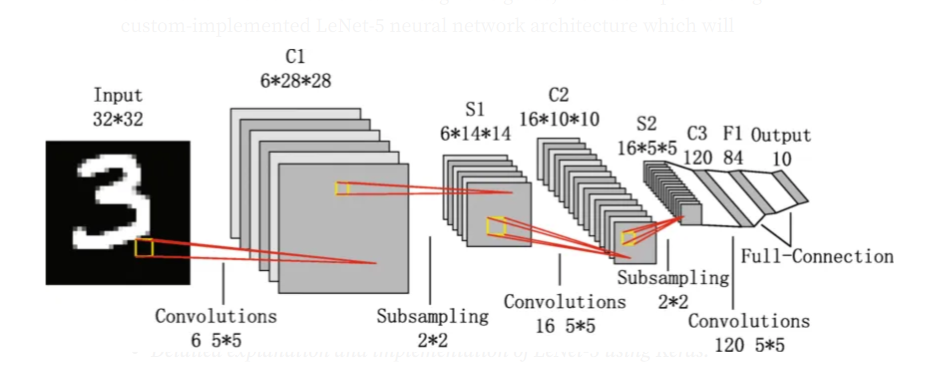 custom-implemented LeNet-5 neural network architecture which will
C1
6*28*28
Input
32*32
S1
6*14*14
C2
16*10*10
S2
16*5*5
C3
120
F1
84
Output
10
3
Full-Connection
Convolutions
6 5*5
Subsampling
2*2
Convolutions
16 5*5
Subsampling
2*2
Convolutions
120 5*5
Detailed Explanation and Implementation of LeNet-5 using Keras.